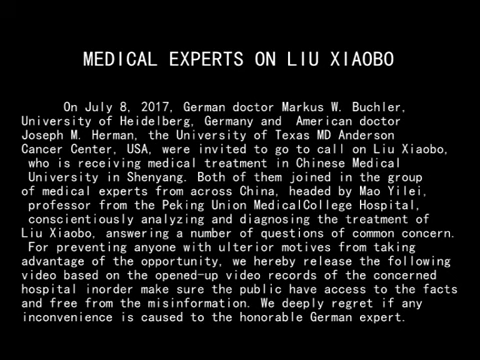 MEDICAL EXPERTS ON LIU XIAOBO
On July 8, 2017, German doctor Markus W. Buchler,
University of Heidelberg, Germany and American doctor
Joseph M. Herman, the University of Texas MD Anderson
Cancer Center, USA, were invited to go to call on Liu Xiaobo,
who is receiving medical treatment in Chinese Medical
University in Shenyang. Both of them joined in the group
of medical experts from across China, headed by Mao Yilei,
professor from the Peking Union MedicalCollege Hospital,
conscientiously analyzing and diagnosing the treatment of
Liu Xiaobo, answering a number of questions of common concern.
For preventing anyone with ulterior motives from taking
advantage of the opportunity, we hereby release the following
video based on the opened-up video records of the concerned
hospital inorder make sure the public have access to the facts
and free from the misinformation. We deeply regret if any
inconvenience is caused to the honorable German expert.